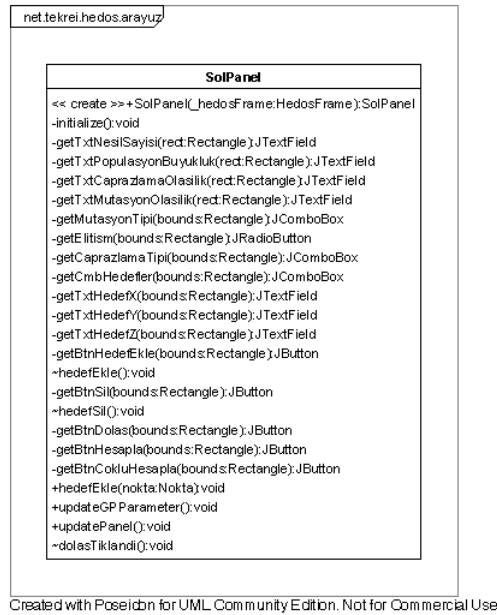 net.tekrei.hedos.arayuz
SolPanel
<< create >>+SolPanel(_hedosFrame:HedosFrame):SolPanel
-initialize():void
-getTxtNesilSayisi(rect:Rectangle):JTextField
-getTxtPopulasyonBuyukluk(rect:Rectangle):JTextField
-getTxtCaprazlamaOlasilik(rect:Rectangle):JTextField
-getTxtMutasyonOlasilik(rect:Rectangle):JTextField
-getMutasyonTipi(bounds:Rectangle):JComboBox
-getElitism(bounds:Rectangle):JRadioButton
-getCaprazlamaTipi(bounds:Rectangle):JComboBox
-getCmbHedefler(bounds:Rectangle):JComboBox
-getTxtHedefX(bounds:Rectangle):JTextField
-getTxtHedefY(bounds:Rectangle):JTextField
-getTxtHedefZ(bounds:Rectangle):JTextField
-getBtnHedefEkle(bounds:Rectangle):JButton
~hedefEkle():void
-getBtnSil(bounds:Rectangle):JButton
~hedefSil():void
-getBtnDolas(bounds:Rectangle):JButton
-getBtnHesapla(bounds:Rectangle):JButton
-getBtnCokluHesapla(bounds:Rectangle):JButton
+hedefEkle(nokta:Nokta):void
+updateGPParameter():void
+updatePanel():void
~dolasTiklandi():void
Created with Poseidon for UML Community Edition. Not for Commercial Use